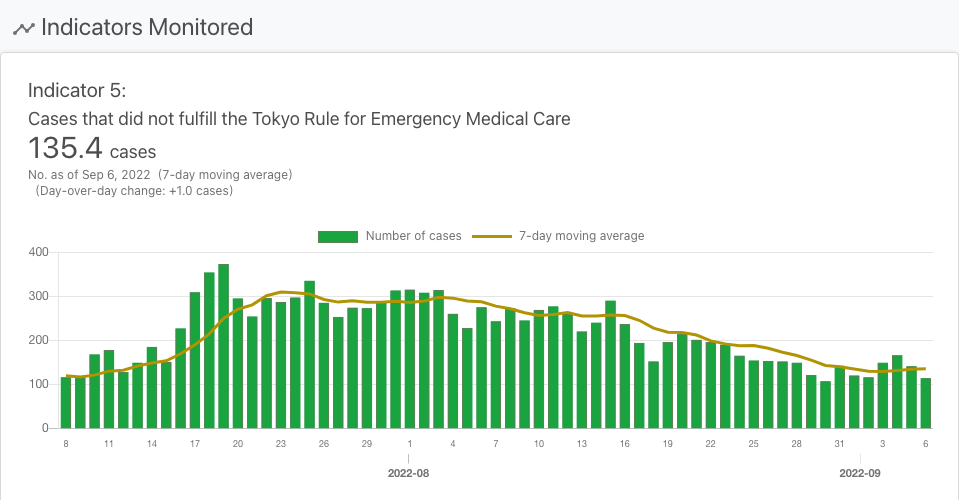 Indicators Monitored
Indicator 5:
Cases that did not fulfill the Tokyo Rule for Emergency Medical Care
135.4 cases
No. as of Sep 6, 2022 (7-day moving average)
(Day-over-day change: +1.0 cases)
Number of cases 7-day moving average
400
300
200
100
0
8 11 14 17 20 23 26 29 1 4 7 10 13 16 19 22 25 28 31 3 6
2022-08 2022-09